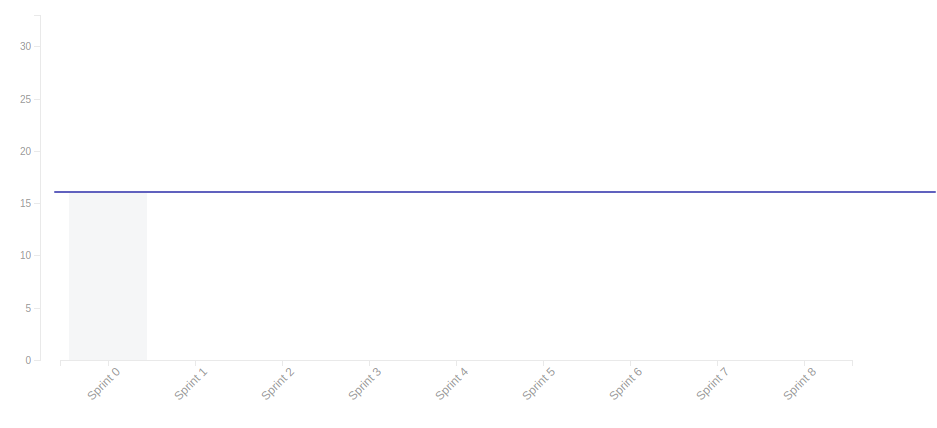 30
25
20
15
10
5
0
Sprint 0
Sprint 1
Sprint 2
Sprint 3
Sprint 4
Sprint 5
Sprint 6
Sprint 7
Sprint 8